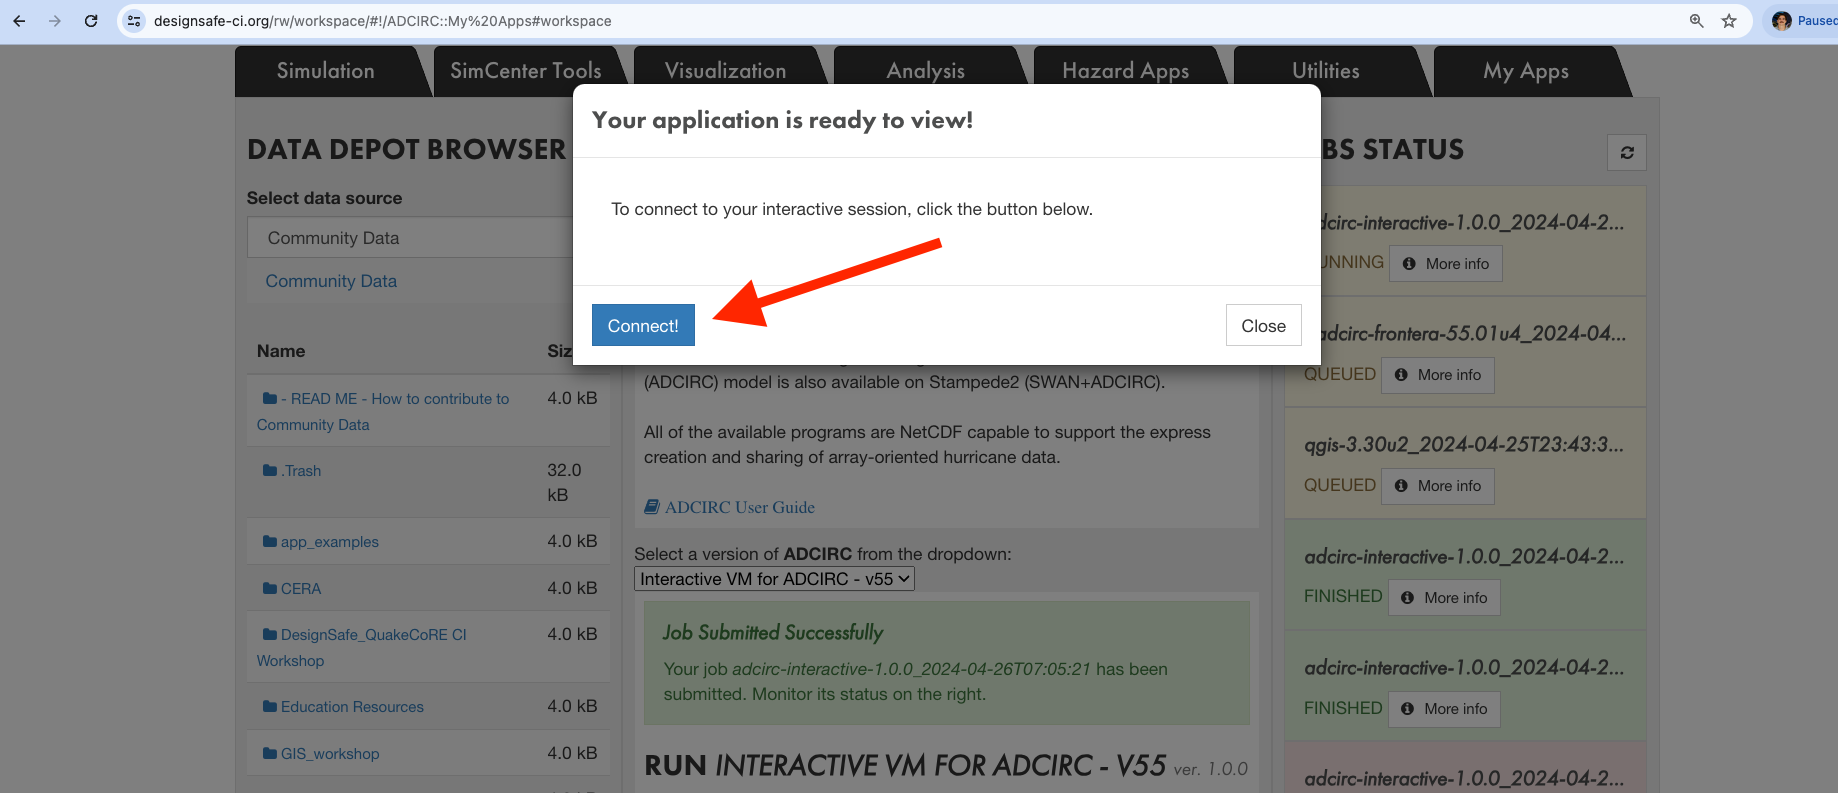 designsafe-ci.org/rw/workspace/#!/ADCIRC::My%20Apps#workspace
Paused
Simulation
SimCenter Tools
Visualization
Analysis
Hazard Apps
Utilities
My Apps
DATA DEPOT BROWSER
Select data source
Community Data
Community Data
Name
Siz
- READ ME - How to contribute to
Community Data
4.0 kB
.Trash
32.0
kB
app_examples
4.0 kB
CERA
4.0 kB
DesignSafe_QuakeCoRE CI
Workshop
4.0 kB
Education Resources
4.0 kB
GIS_workshop
4.0 kB
Your application is ready to view!
To connect to your interactive session, click the button below.
Connect!
Close
(ADCIRC) model is also available on Stampede2 (SWAN+ADCIRC).
All of the available programs are NetCDF capable to support the express
creation and sharing of array-oriented hurricane data.
ADCIRC User Guide
Select a version of ADCIRC from the dropdown:
Interactive VM for ADCIRC - v55
Job Submitted Successfully
Your job adcirc-interactive-1.0.0_2024-04-26T07:05:21 has been
submitted. Monitor its status on the right.
RUN INTERACTIVE VM FOR ADCIRC - V55 ver. 1.0.0
BS STATUS
adcirc-interactive-1.0.0_2024-04-2...
UNNING
More info
adcirc-frontera-55.01u4_2024-04...
QUEUED
More info
qgis-3.30u2_2024-04-25T23:43:3...
QUEUED
More info
adcirc-interactive-1.0.0_2024-04-2...
FINISHED
More info
adcirc-interactive-1.0.0_2024-04-2...
FINISHED
More info
adcirc-interactive-1.0.0_2024-04-2...